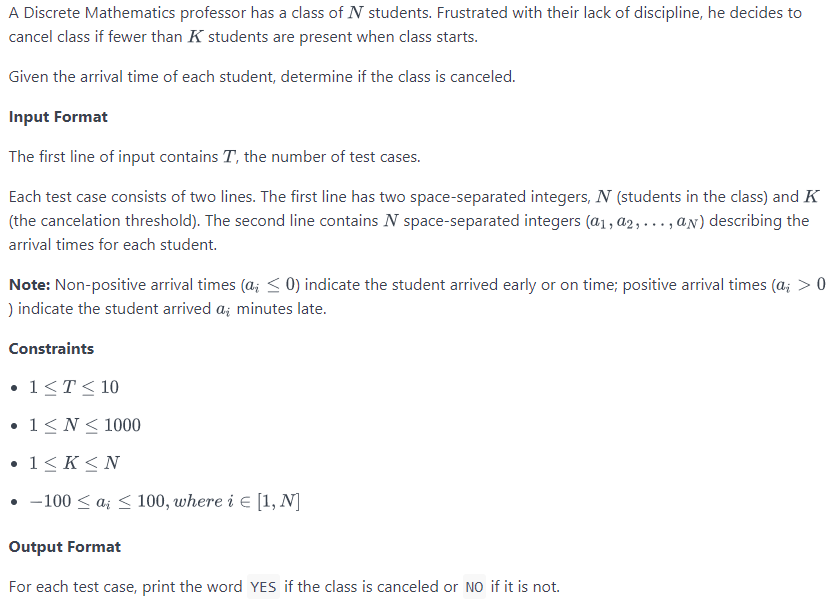 A Discrete Mathematics professor has a class of N students. Frustrated with their lack of discipline, he decides to
cancel class if fewer than K students are present when class starts.
Given the arrival time of each student, determine if the class is canceled.
Input Format
The first line of input contains T, the number of test cases.
Each test case consists of two lines. The first line has two space-separated integers, N (students in the class) and K
(the cancelation threshold). The second line contains N space-separated integers (a₁, a₂, . . . , a_N) describing the
arrival times for each student.
Note: Non-positive arrival times (aᵢ ≤ 0) indicate the student arrived early or on time; positive arrival times (aᵢ > 0
) indicate the student arrived aᵢ minutes late.
Constraints
• 1 ≤ T ≤ 10
• 1 ≤ N ≤ 1000
• 1 ≤ K ≤ N
• −100 ≤ aᵢ ≤ 100, where i ∈ [1, N]
Output Format
For each test case, print the word YES if the class is canceled or NO if it is not.